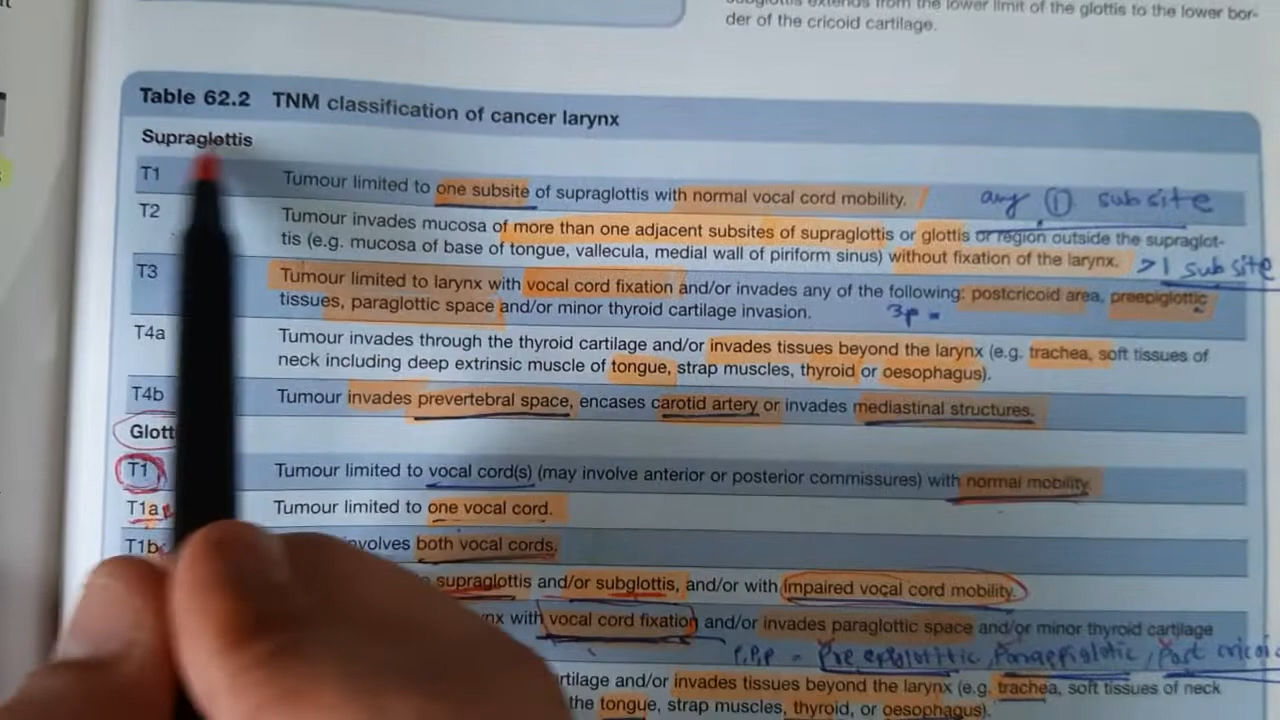 subglottis extends from the lower limit of the glottis to the lower bor-
der of the cricoid cartilage.
Table 62.2 TNM classification of cancer larynx
Supraglottis
T1 Tumour limited to one subsite of supraglottis with normal vocal cord mobility. any ① subsite
T2 Tumour invades mucosa of more than one adjacent subsites of supraglottis or glottis or region outside the supraglot-
tis (e.g. mucosa of base of tongue, vallecula, medial wall of piriform sinus) without fixation of the larynx. >1 subsite
T3 Tumour limited to larynx with vocal cord fixation and/or invades any of the following: postcricoid area, preepiglottic
tissues, paraglottic space and/or minor thyroid cartilage invasion. 3p =
T4a Tumour invades through the thyroid cartilage and/or invades tissues beyond the larynx (e.g. trachea, soft tissues of
neck including deep extrinsic muscle of tongue, strap muscles, thyroid or oesophagus).
T4b Tumour invades prevertebral space, encases carotid artery or invades mediastinal structures.
Glott
T1 Tumour limited to vocal cord(s) (may involve anterior or posterior commissures) with normal mobility.
T1a Tumour limited to one vocal cord.
T1b volves both vocal cords.
supraglottis and/or subglottis, and/or with impaired vocal cord mobility.
nx with vocal cord fixation and/or invades paraglottic space and/or minor thyroid cartilage
P,P,P = Pre epiglottitic, Paraepiglotic, Post cricoi
rtilage and/or invades tissues beyond the larynx (e.g. trachea, soft tissues of neck
the tongue, strap muscles, thyroid, or oesophagus).